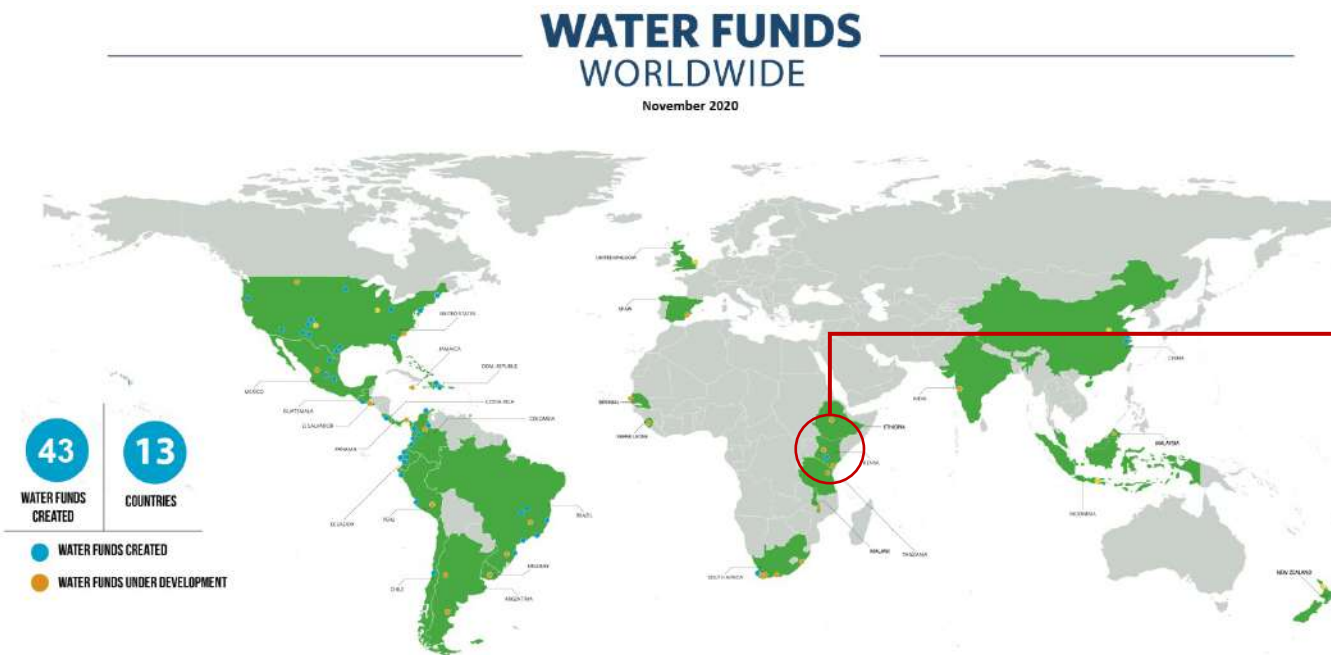 WATER FUNDS
WORLDWIDE
November 2020
UNITED KINGDOM
SPAIN
UNITED STATES
JAMAICA
DOM. REPUBLIC
CHINA
MEXICO
COSTA RICA
INDIA
SENEGAL
GUATEMALA
COLOMBIA
EL SALVADOR
SIERRA LEONE
ETHIOPIA
MALAYSIA
PANAMA
KENYA
43
13
WATER FUNDS
CREATED
COUNTRIES
ECUADOR
PERU
BRAZIL
INDONESIA
WATER FUNDS CREATED
MALAWI
TANZANIA
WATER FUNDS UNDER DEVELOPMENT
SOUTH AFRICA
NEW ZEALAND
CHILE
ARGENTINA